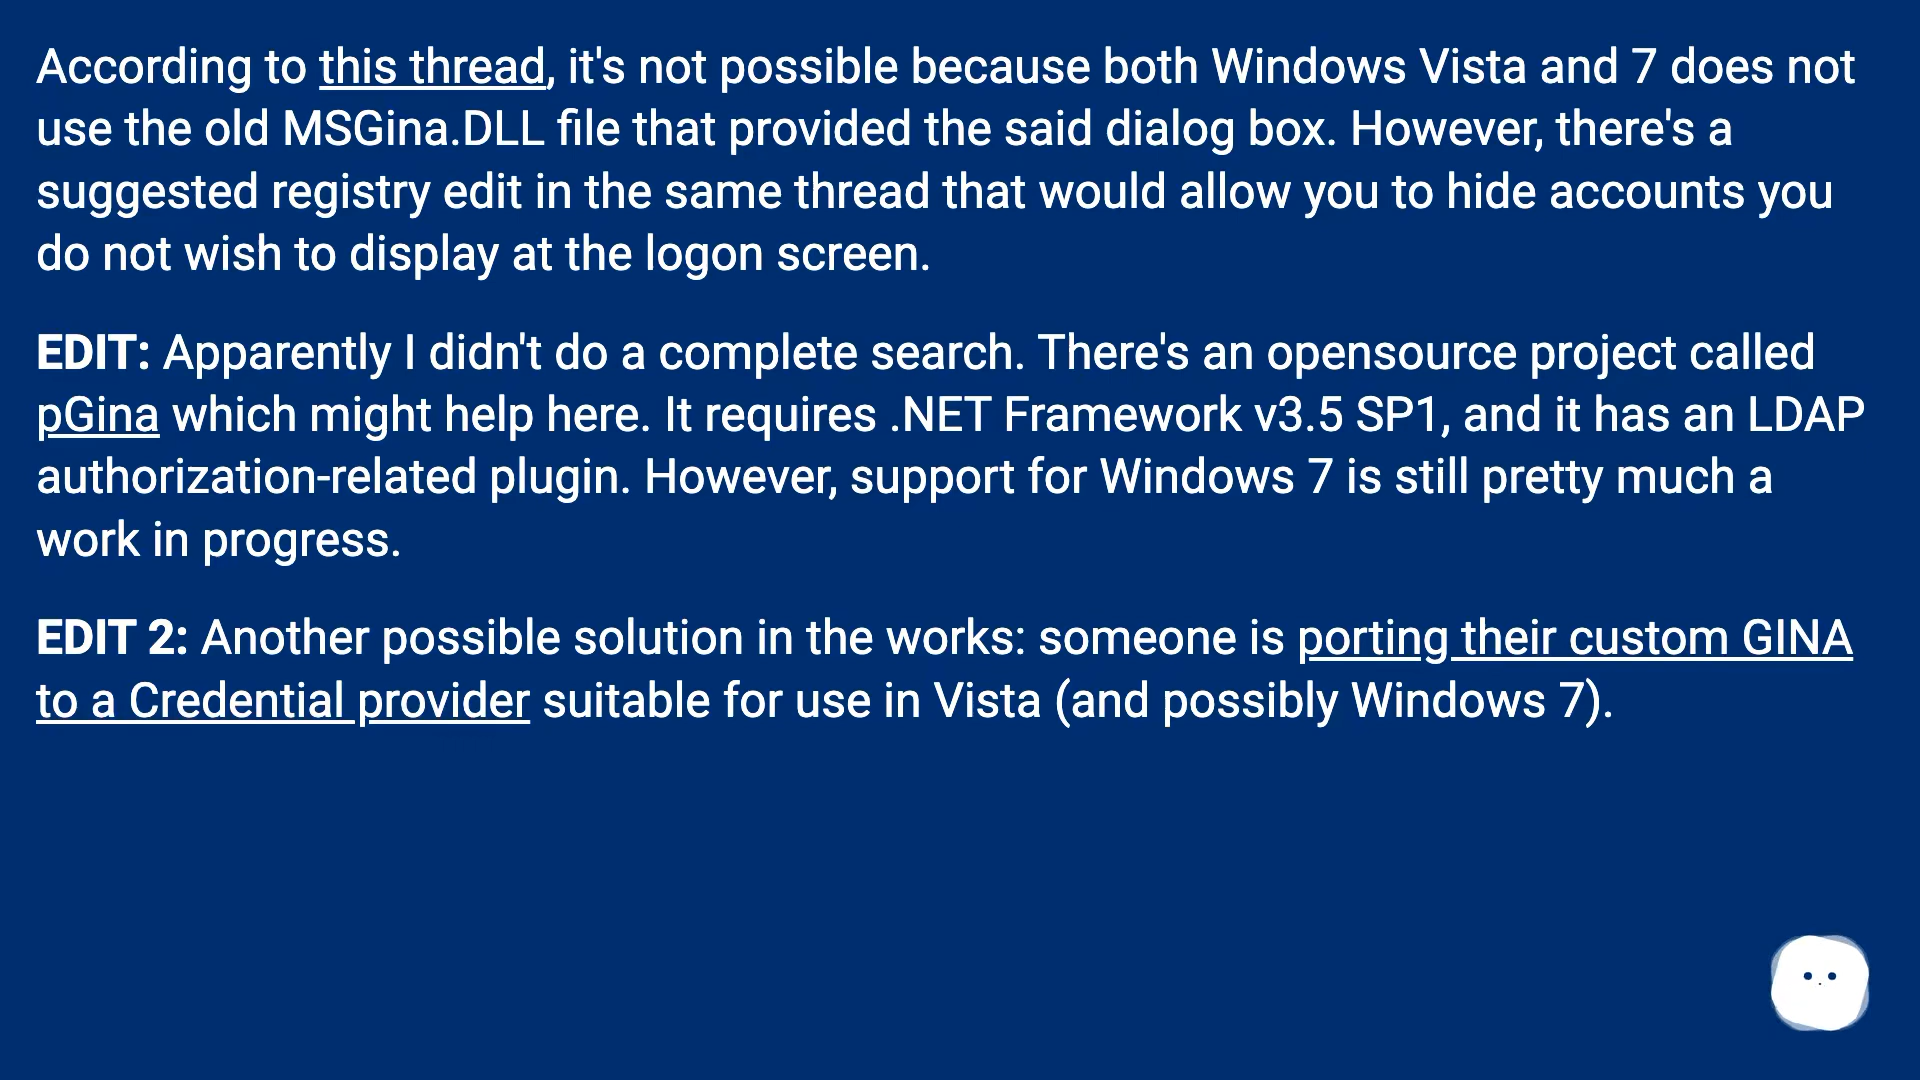 According to this thread, it's not possible because both Windows Vista and 7 does not
use the old MSGina.DLL file that provided the said dialog box. However, there's a
suggested registry edit in the same thread that would allow you to hide accounts you
do not wish to display at the logon screen.
EDIT: Apparently I didn't do a complete search. There's an opensource project called
pGina which might help here. It requires .NET Framework v3.5 SP1, and it has an LDAP
authorization-related plugin. However, support for Windows 7 is still pretty much a
work in progress.
EDIT 2: Another possible solution in the works: someone is porting their custom GINA
to a Credential provider suitable for use in Vista (and possibly Windows 7).